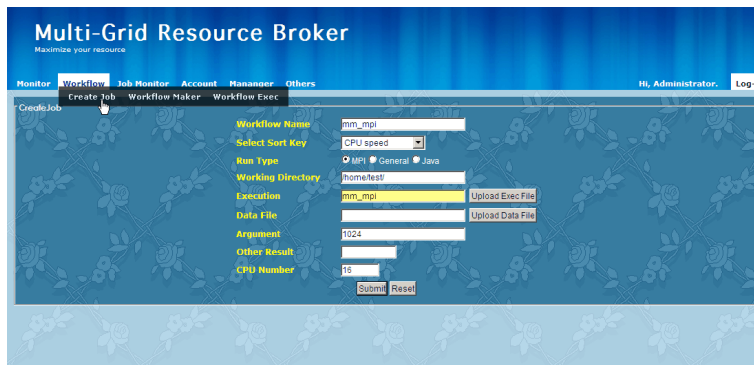 Multi-Grid Resource Broker
Maximize your resource
Monitor Workflow Job Monitor Account Mananger Others Hi, Administrator. Log-
Create Job Workflow Maker Workflow Exec
CreateJob
Workflow Name mm_mpi
Select Sort Key CPU speed
Run Type MPI General Java
Working Directory /home/test/
Execution mm_mpi Upload Exec File
Data File Upload Data File
Argument 1024
Other Result
CPU Number 16
Submit Reset